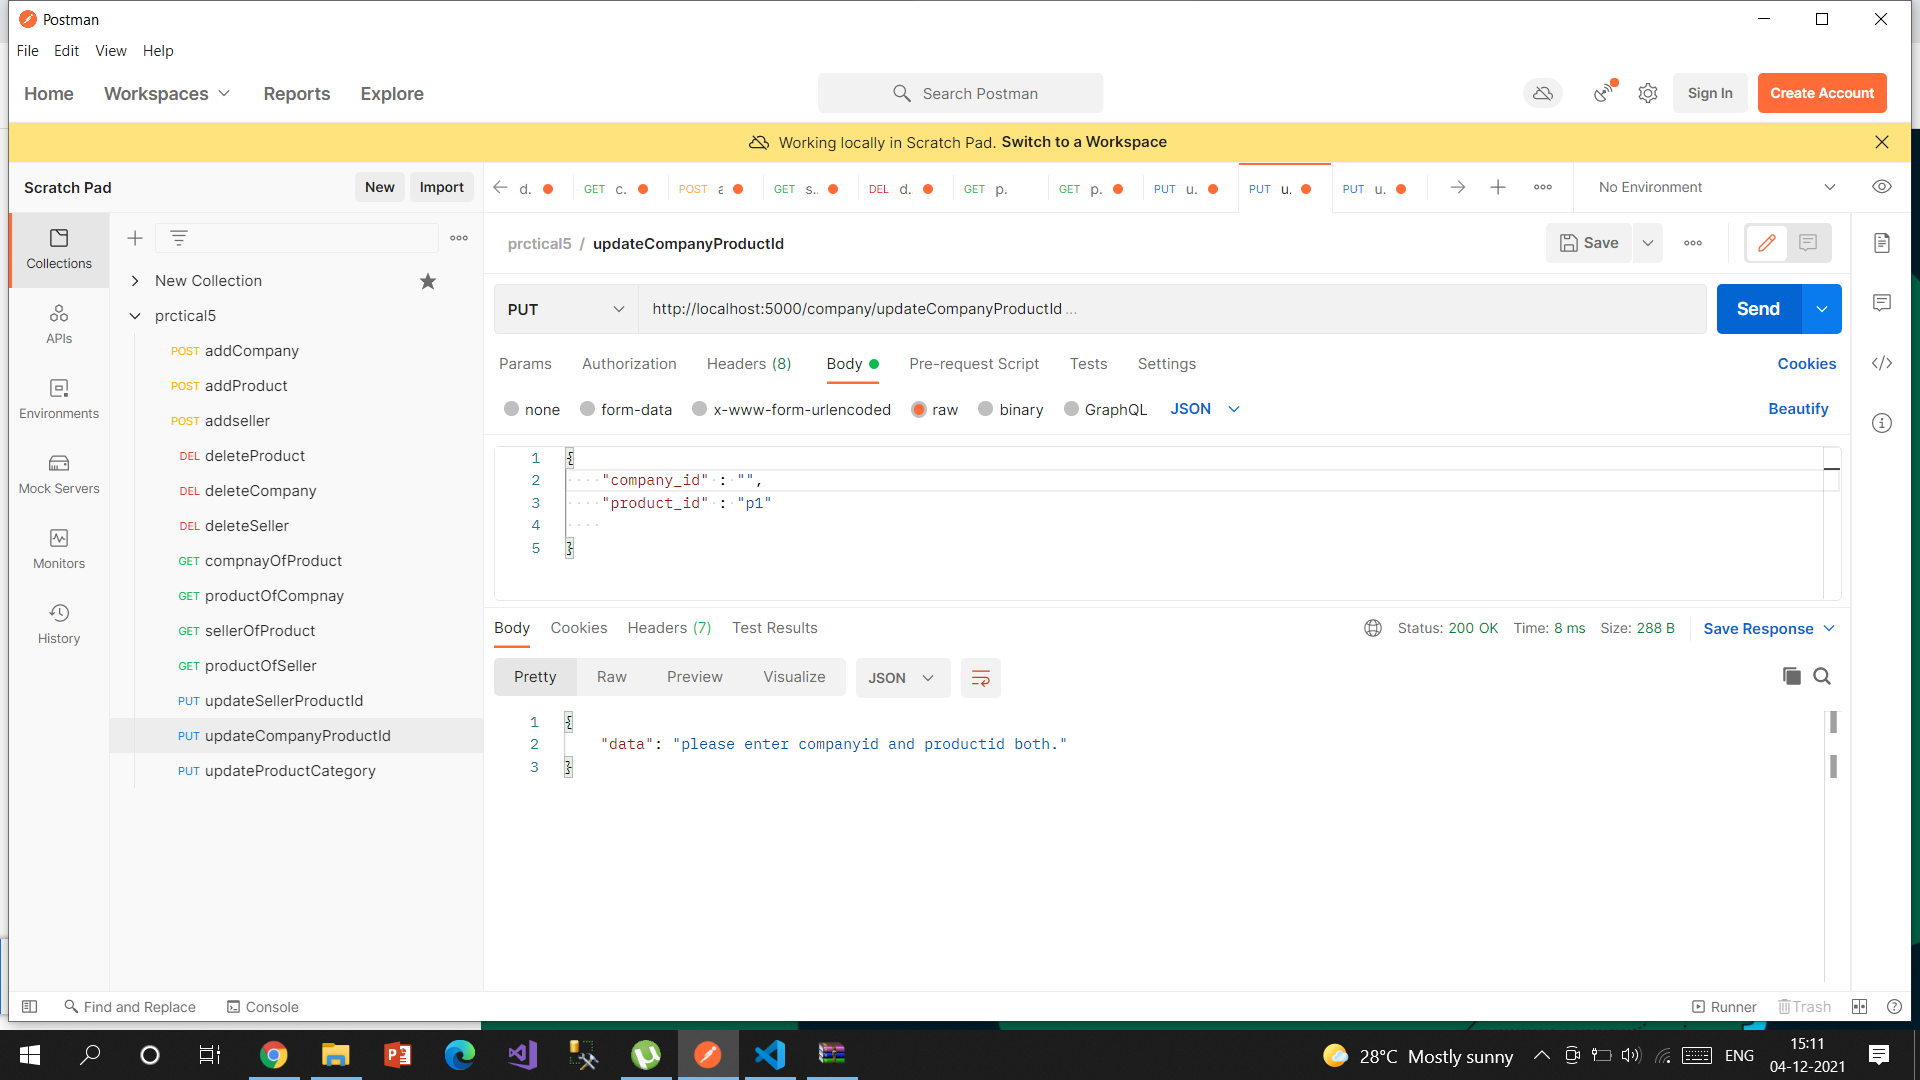 Postman
File Edit View Help
Home Workspaces Reports Explore Search Postman Sign In Create Account
Working locally in Scratch Pad. Switch to a Workspace
Scratch Pad New Import d. GET c. POST a GET s.. DEL d. GET p. GET p. PUT u. PUT u. PUT u. No Environment
prctical5 / updateCompanyProductId Save
Collections
New Collection
prctical5
PUT http://localhost:5000/company/updateCompanyProductId ... Send
APIs
POST addCompany
Params Authorization Headers (8) Body Pre-request Script Tests Settings Cookies
POST addProduct
Environments
none form-data x-www-form-urlencoded raw binary GraphQL JSON Beautify
POST addseller
DEL deleteProduct
1 {
Mock Servers
DEL deleteCompany
2 "company_id" : "",
3 "product_id" : "p1"
DEL deleteSeller
4
5 }
Monitors
GET compnayOfProduct
GET productOfCompnay
History
GET sellerOfProduct
Body Cookies Headers (7) Test Results Status: 200 OK Time: 8 ms Size: 288 B Save Response
GET productOfSeller
Pretty Raw Preview Visualize JSON
PUT updateSellerProductId
1 {
PUT updateCompanyProductId
2 "data": "please enter companyid and productid both."
PUT updateProductCategory
3 }
Find and Replace Console Runner Trash
28°C Mostly sunny ENG 15:11
04-12-2021